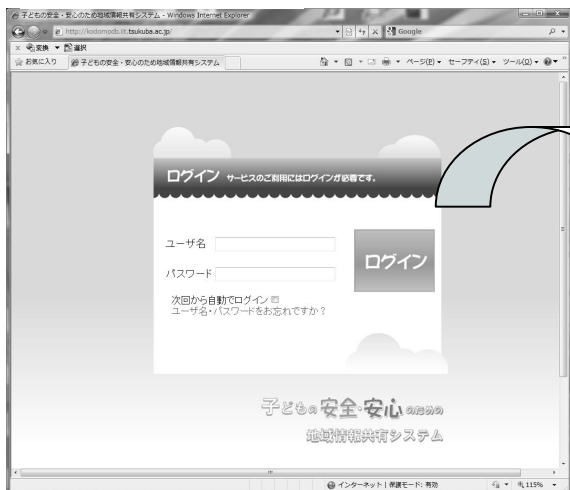 子どもの安全・安心のため地域情報共有システム - Windows Internet Explorer
http://kodomodb.iit.tsukuba.ac.jp/
Google
× 変換 ▼ 選択
お気に入り 子どもの安全・安心のため地域情報共有システム ページ(P) セーフティ(S) ツール(O)
ログイン サービスのご利用にはログインが必要です。
ユーザ名
ログイン
パスワード
次回から自動でログイン
ユーザ名・パスワードをお忘れですか?
子どもの安全・安心のための
地域情報共有システム
インターネット | 保護モード: 有効 115%